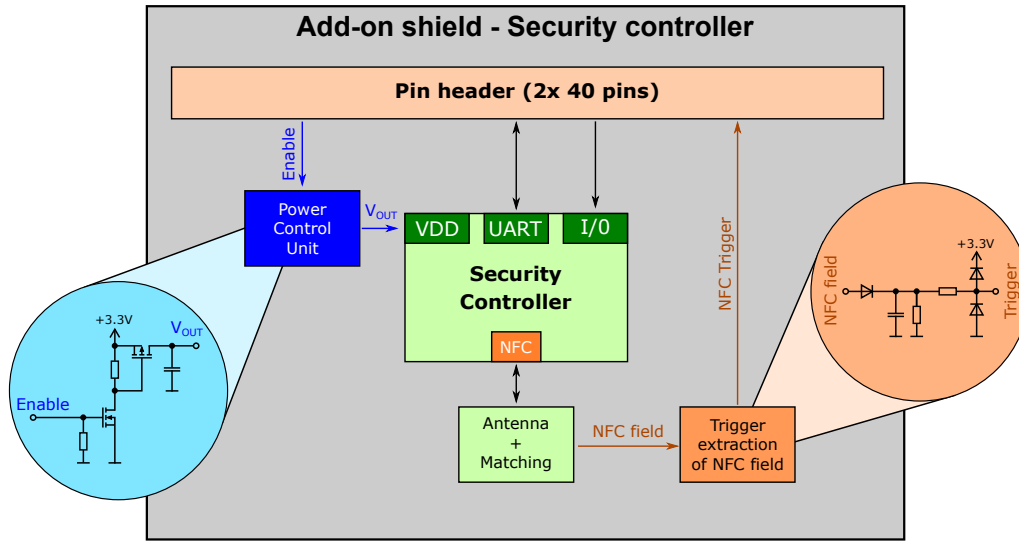 Add-on shield - Security controller
Pin header (2x 40 pins)
Enable
Power
Control
Unit
VOUT
VDD
UART
I/0
Security
Controller
NFC
NFC Trigger
Antenna
+
Matching
NFC field
Trigger
extraction
of NFC field
+3.3V
VOUT
Enable
+3.3V
NFC field
Trigger